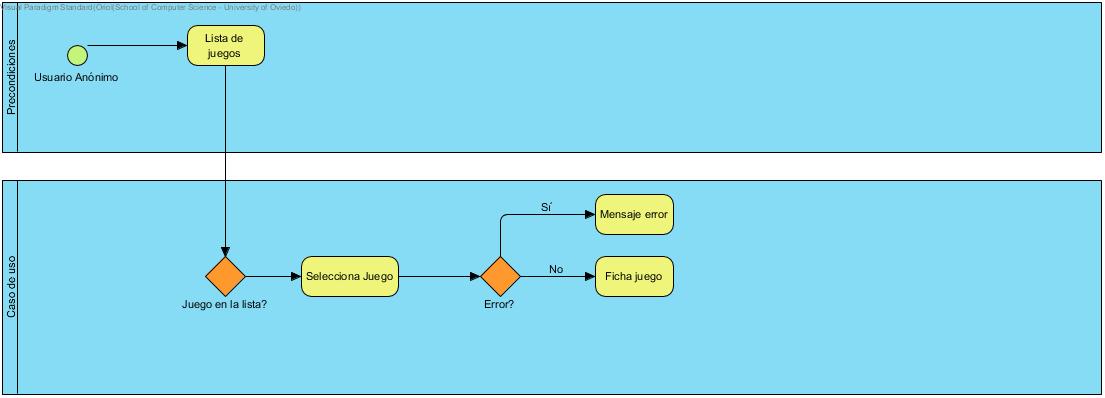 Visual Paradigm Standard(Oriol(School of Computer Science - University of Oviedo))
Precondiciones
Lista de
juegos
Usuario Anónimo
Caso de uso
Sí
Mensaje error
Selecciona Juego
No
Ficha juego
Juego en la lista?
Error?